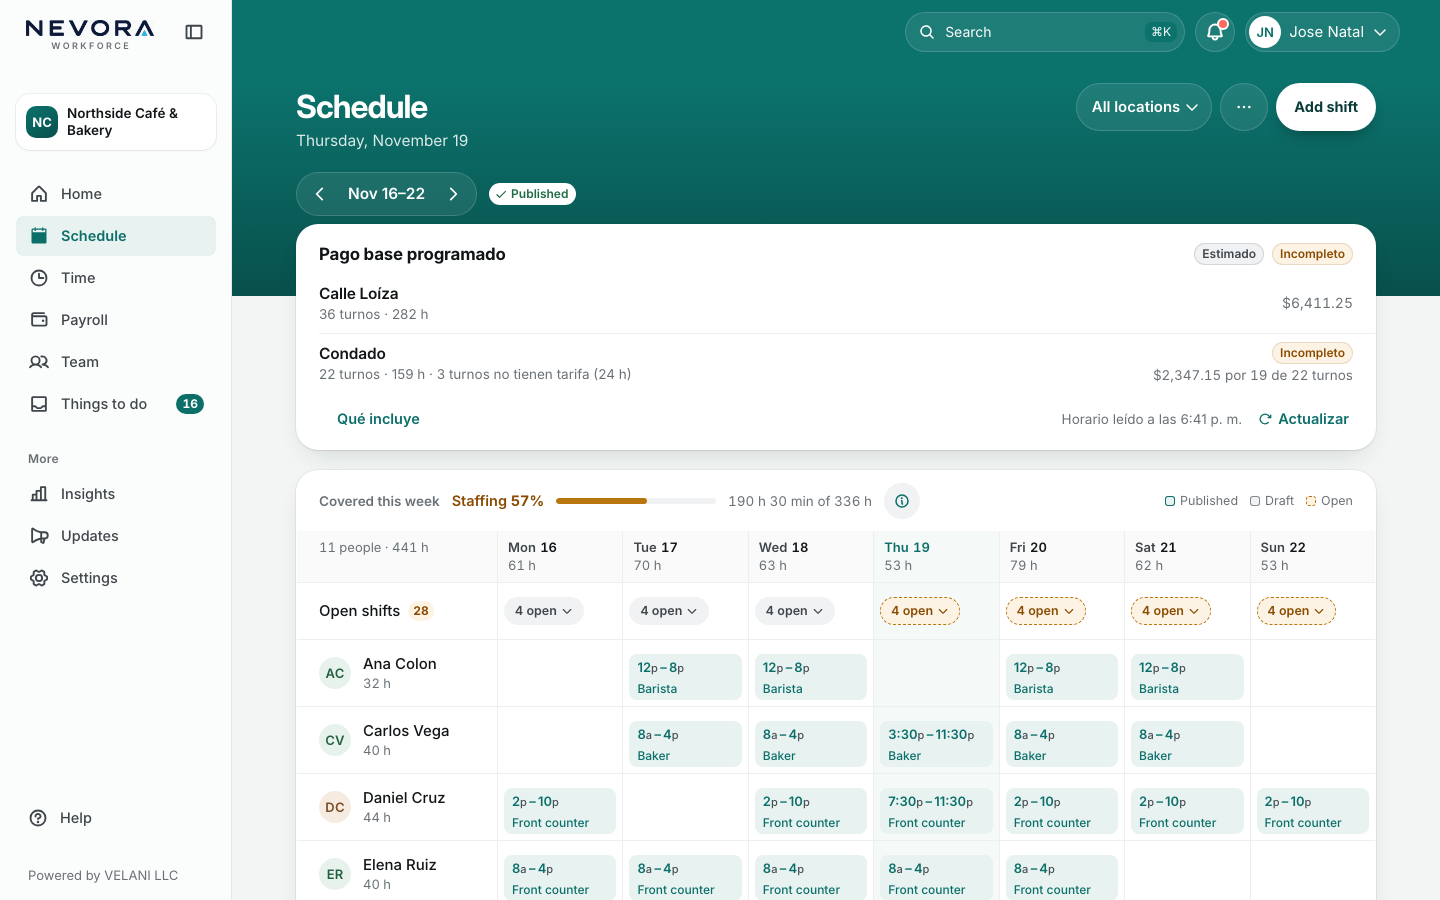 NEVORA
WORKFORCE
Search
⌘K
JN
Jose Natal
NC
Northside Café &
Bakery
Home
Schedule
Time
Payroll
Team
Things to do
16
More
Insights
Updates
Settings
Help
Powered by VELANI LLC
Schedule
Thursday, November 19
All locations
Add shift
Nov 16–22
Published
Pago base programado
Estimado
Incompleto
Calle Loíza
36 turnos · 282 h
$6,411.25
Condado
22 turnos · 159 h · 3 turnos no tienen tarifa (24 h)
Incompleto
$2,347.15 por 19 de 22 turnos
Qué incluye
Horario leído a las 6:41 p. m.
Actualizar
Covered this week
Staffing 57%
190 h 30 min of 336 h
Published
Draft
Open
11 people · 441 h
Mon 16
61 h
Tue 17
70 h
Wed 18
63 h
Thu 19
53 h
Fri 20
79 h
Sat 21
62 h
Sun 22
53 h
Open shifts 28
4 open
4 open
4 open
4 open
4 open
4 open
4 open
AC
Ana Colon
32 h
12p–8p
Barista
12p–8p
Barista
12p–8p
Barista
12p–8p
Barista
CV
Carlos Vega
40 h
8a–4p
Baker
8a–4p
Baker
3:30p–11:30p
Baker
8a–4p
Baker
8a–4p
Baker
DC
Daniel Cruz
44 h
2p–10p
Front counter
2p–10p
Front counter
7:30p–11:30p
Front counter
2p–10p
Front counter
2p–10p
Front counter
2p–10p
Front counter
ER
Elena Ruiz
40 h
8a–4p
Front counter
8a–4p
Front counter
8a–4p
Front counter
8a–4p
Front counter
8a–4p
Front counter